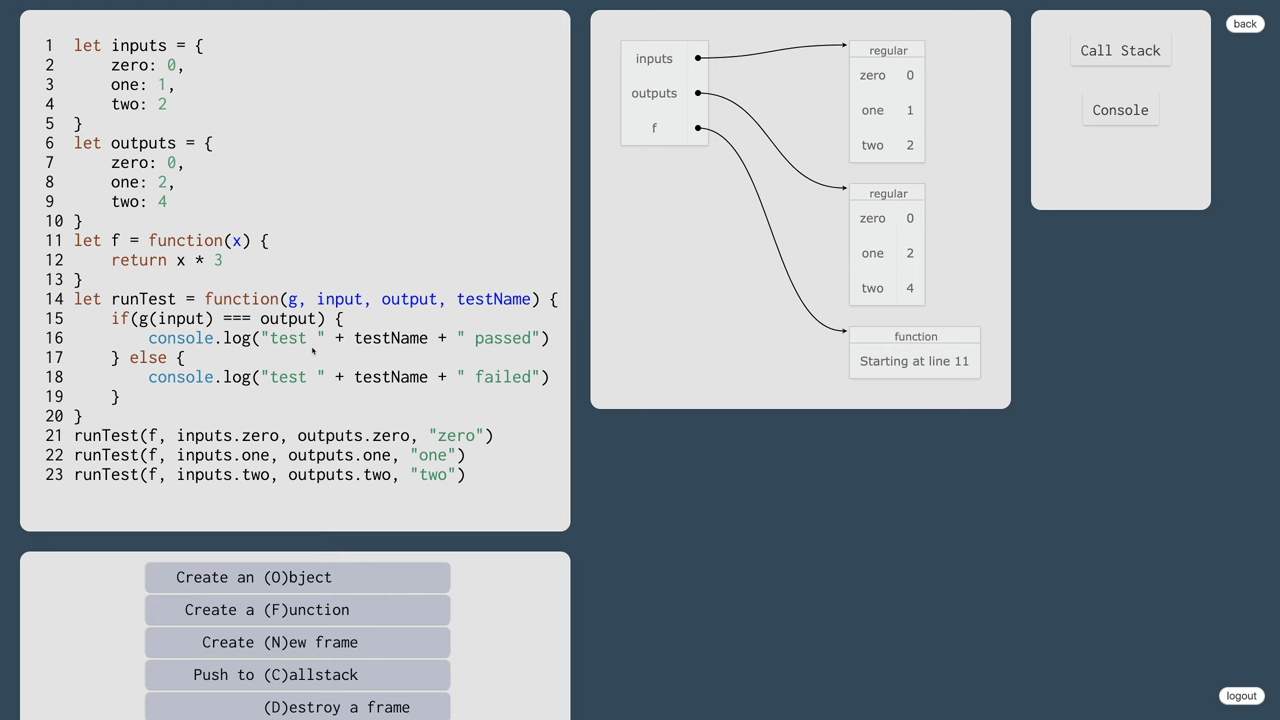 1 let inputs = {
2     zero: 0,
3     one: 1,
4     two: 2
5 }
6 let outputs = {
7     zero: 0,
8     one: 2,
9     two: 4
10 }
11 let f = function(x) {
12     return x * 3
13 }
14 let runTest = function(g, input, output, testName) {
15     if(g(input) === output) {
16         console.log("test " + testName + " passed")
17     } else {
18         console.log("test " + testName + " failed")
19     }
20 }
21 runTest(f, inputs.zero, outputs.zero, "zero")
22 runTest(f, inputs.one, outputs.one, "one")
23 runTest(f, inputs.two, outputs.two, "two")
Create an (O)bject
Create a (F)unction
Create (N)ew frame
Push to (C)allstack
(D)estroy a frame
inputs
outputs
f
regular
zero 0
one 1
two 2
regular
zero 0
one 2
two 4
function
Starting at line 11
Call Stack
Console
back
logout